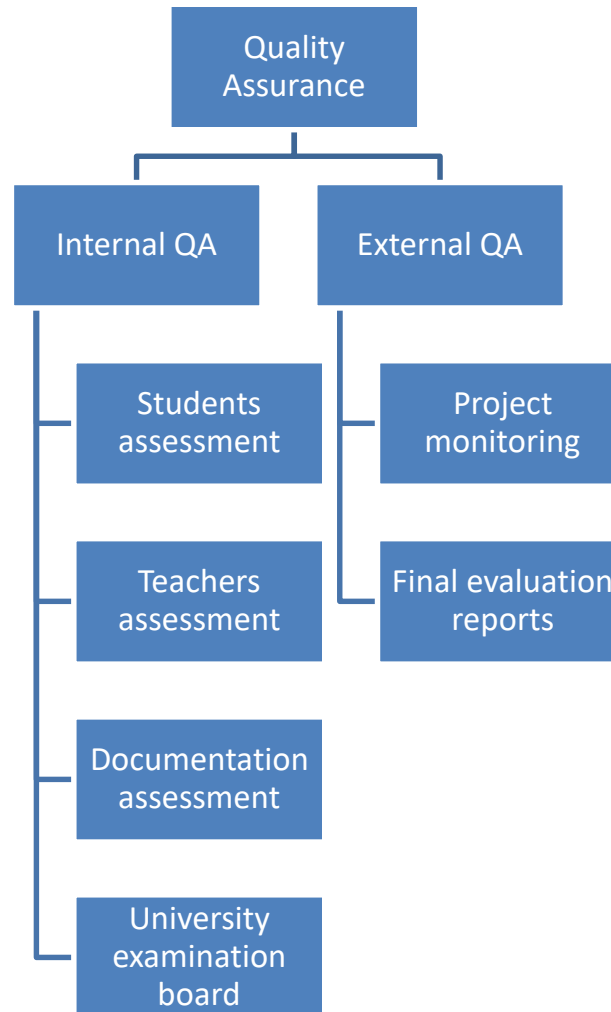 Quality
Assurance
Internal QA
External QA
Students
assessment
Teachers
assessment
Documentation
assessment
University
examination
board
Project
monitoring
Final evaluation
reports